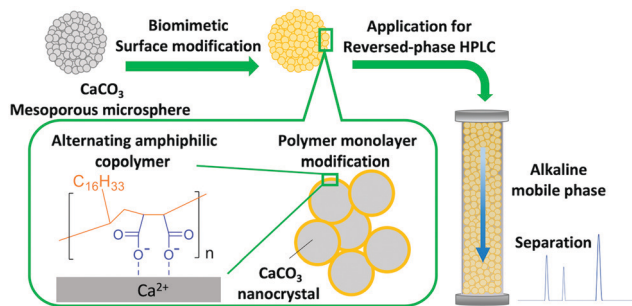 Biomimetic
Surface modification
Application for
Reversed-phase HPLC
CaCO₃
Mesoporous microsphere
Alternating amphiphilic
copolymer
Polymer monolayer
modification
C₁₆H₃₃
O O
O⁻ O⁻
n
Ca²⁺
CaCO₃
nanocrystal
Alkaline
mobile phase
Separation